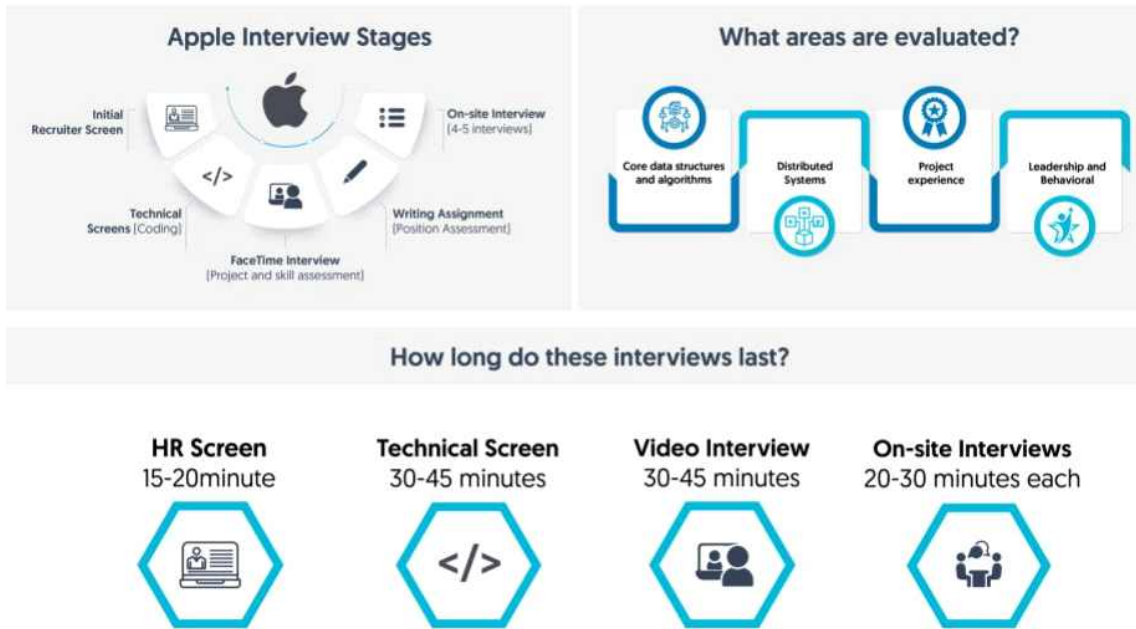 Apple Interview Stages
Initial
Recruiter Screen
</>
Technical
Screens [Coding]
FaceTime Interview
[Project and skill assessment]
Writing Assignment
[Position Assessment]
On-site Interview
[4-5 interviews]
What areas are evaluated?
Core data structures
and algorithms
Distributed
Systems
Project
experience
Leadership and
Behavioral
How long do these interviews last?
HR Screen
15-20minute
Technical Screen
30-45 minutes
</>
Video Interview
30-45 minutes
On-site Interviews
20-30 minutes each